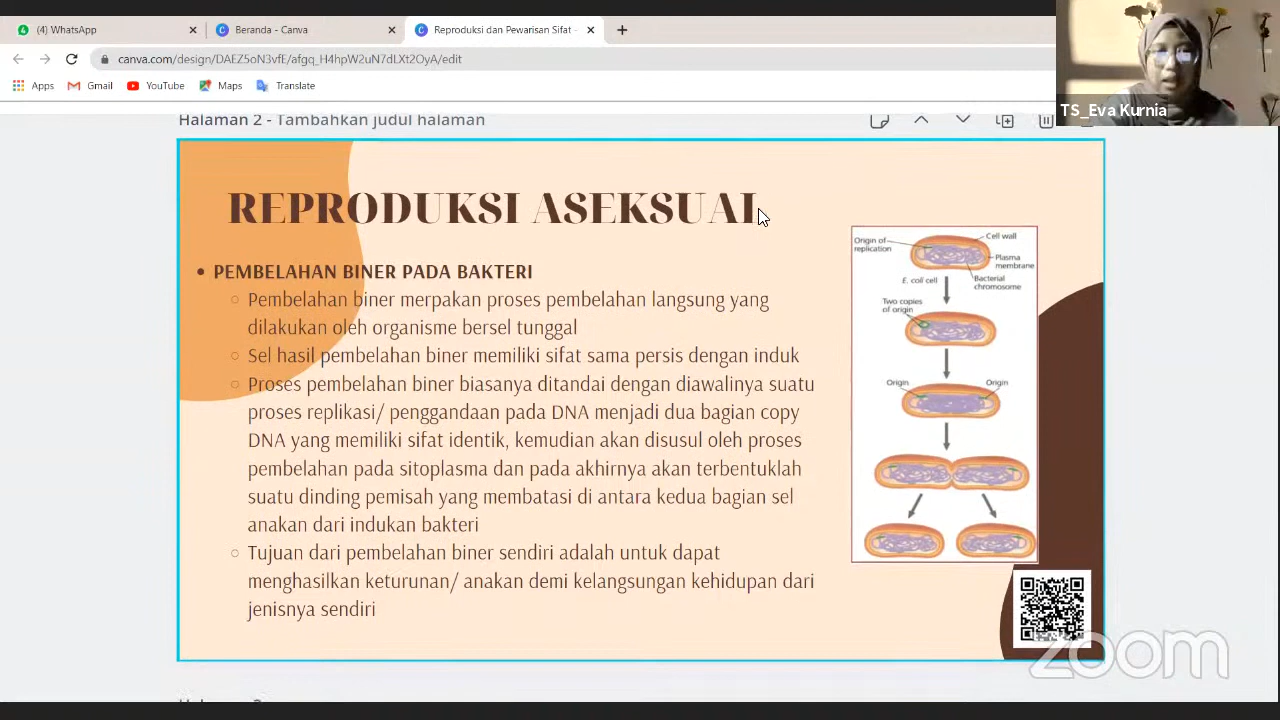 (4) WhatsApp
Beranda - Canva
Reproduksi dan Pewarisan Sifat -
canva.com/design/DAEZ5oN3vfE/afgq_H4hpW2uN7dLXt2OyA/edit
Apps
Gmail
YouTube
Maps
Translate
TS_Eva Kurnia
Halaman 2 - Tambahkan judul halaman
REPRODUKSI ASEKSUAL
PEMBELAHAN BINER PADA BAKTERI
Pembelahan biner merpakan proses pembelahan langsung yang
dilakukan oleh organisme bersel tunggal
Sel hasil pembelahan biner memiliki sifat sama persis dengan induk
Proses pembelahan biner biasanya ditandai dengan diawalinya suatu
proses replikasi/ penggandaan pada DNA menjadi dua bagian copy
DNA yang memiliki sifat identik, kemudian akan disusul oleh proses
pembelahan pada sitoplasma dan pada akhirnya akan terbentuklah
suatu dinding pemisah yang membatasi di antara kedua bagian sel
anakan dari indukan bakteri
Tujuan dari pembelahan biner sendiri adalah untuk dapat
menghasilkan keturunan/ anakan demi kelangsungan kehidupan dari
jenisnya sendiri
Origin of
replication
Cell wall
Plasma
membrane
Bacterial
chromosome
E. coli cell
Two copies
of origin
Origin
Origin
zoom